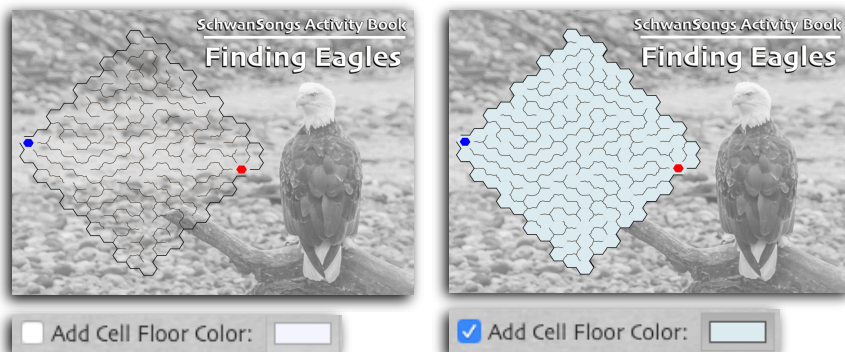 SchwanSongs Activity Book
Finding Eagles
SchwanSongs Activity Book
Finding Eagles
Add Cell Floor Color:
Add Cell Floor Color: